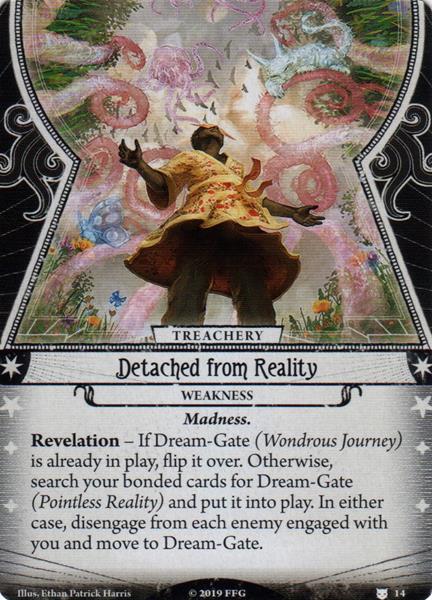 TREACHERY
Detached from Reality
WEAKNESS
Madness.
Revelation – If Dream-Gate (Wondrous Journey)
is already in play, flip it over. Otherwise,
search your bonded cards for Dream-Gate
(Pointless Reality) and put it into play. In either
case, disengage from each enemy engaged with
you and move to Dream-Gate.
Illus. Ethan Patrick Harris © 2019 FFG 14